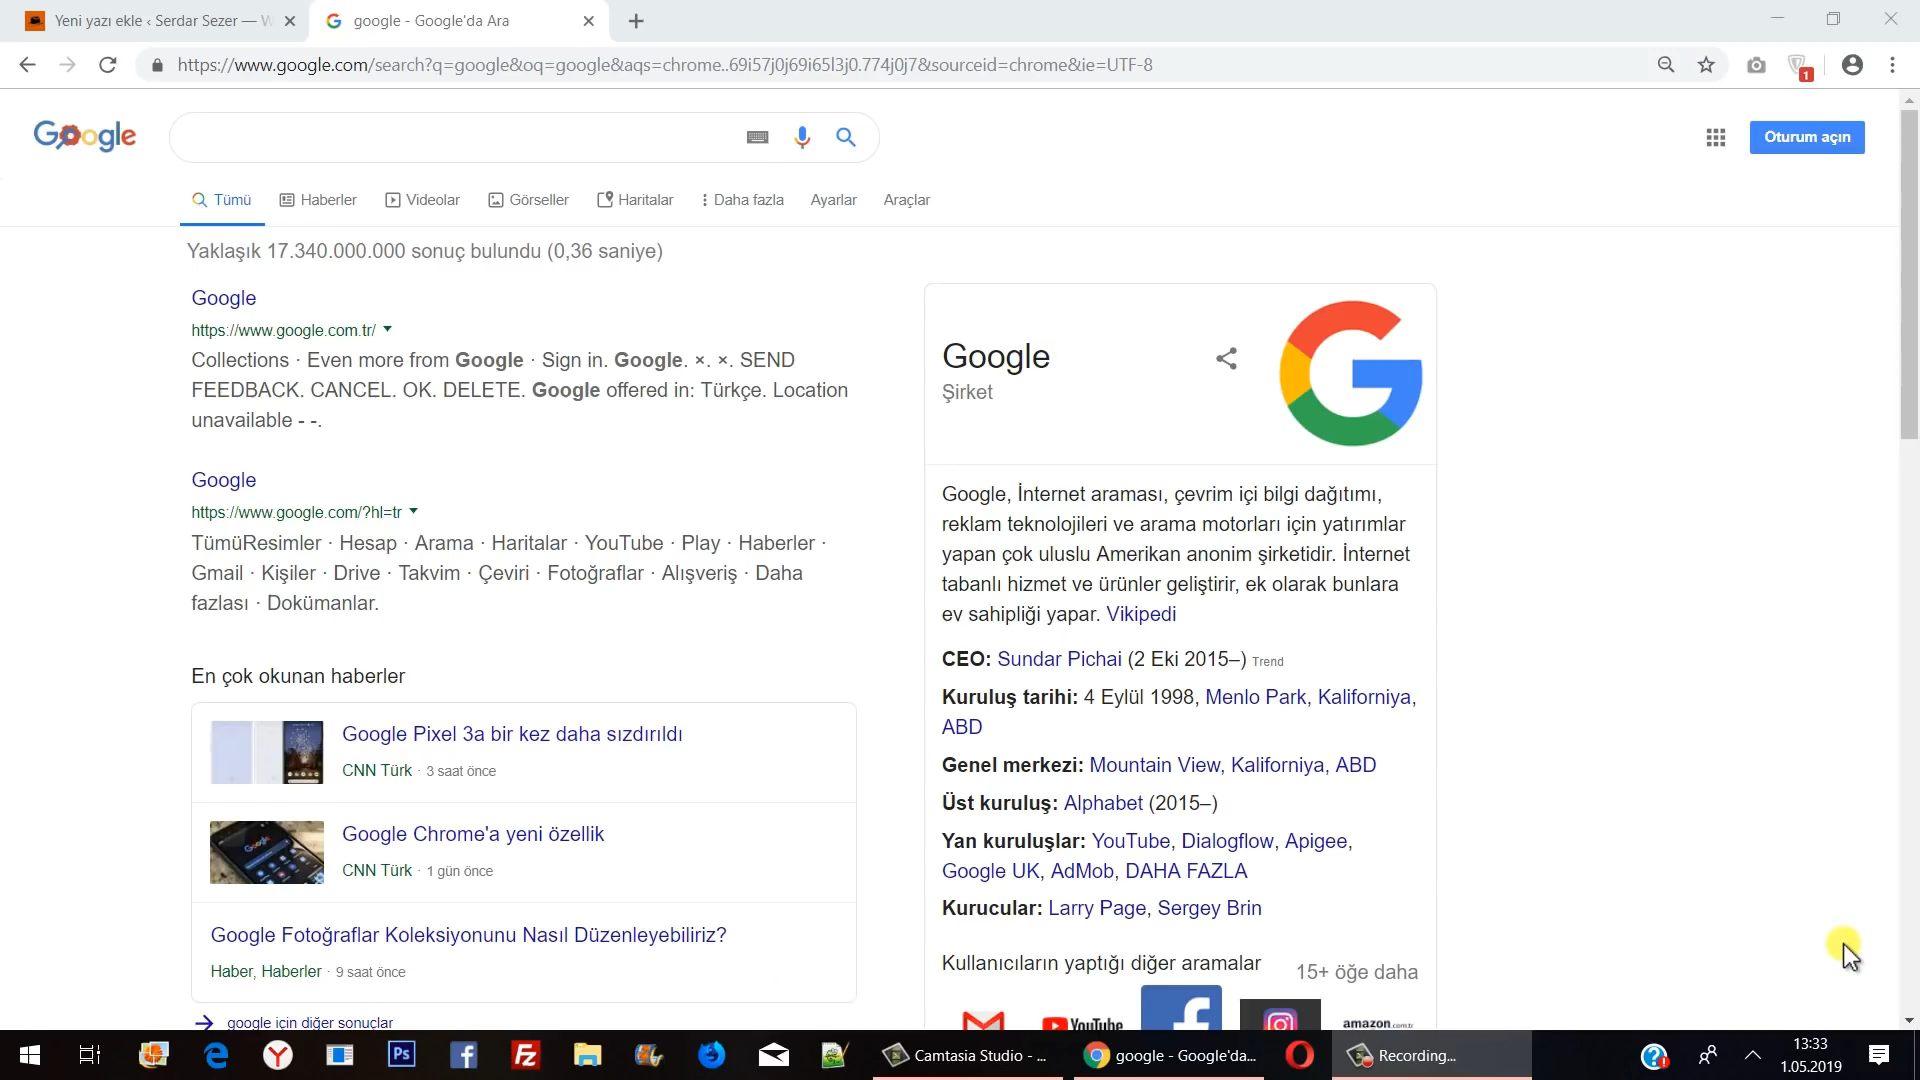 Yeni yazı ekle ‹ Serdar Sezer — W
google - Google'da Ara
https://www.google.com/search?q=google&oq=google&aqs=chrome..69i57j0j69i65l3j0.774j0j7&sourceid=chrome&ie=UTF-8
1
Google
Oturum açın
Tümü Haberler Videolar Görseller Haritalar Daha fazla Ayarlar Araçlar
Yaklaşık 17.340.000.000 sonuç bulundu (0,36 saniye)
Google
https://www.google.com.tr/
Collections · Even more from Google · Sign in. Google. ×. ×. SEND
FEEDBACK. CANCEL. OK. DELETE. Google offered in: Türkçe. Location
unavailable - -.
Google
https://www.google.com/?hl=tr
TümüResimler · Hesap · Arama · Haritalar · YouTube · Play · Haberler ·
Gmail · Kişiler · Drive · Takvim · Çeviri · Fotoğraflar · Alışveriş · Daha
fazlası · Dokümanlar.
En çok okunan haberler
Google Pixel 3a bir kez daha sızdırıldı
CNN Türk · 3 saat önce
Google Chrome'a yeni özellik
CNN Türk · 1 gün önce
Google Fotoğraflar Koleksiyonunu Nasıl Düzenleyebiliriz?
Haber, Haberler · 9 saat önce
google için diğer sonuçlar
Google
Şirket
Google, İnternet araması, çevrim içi bilgi dağıtımı,
reklam teknolojileri ve arama motorları için yatırımlar
yapan çok uluslu Amerikan anonim şirketidir. İnternet
tabanlı hizmet ve ürünler geliştirir, ek olarak bunlara
ev sahipliği yapar. Vikipedi
CEO: Sundar Pichai (2 Eki 2015–) Trend
Kuruluş tarihi: 4 Eylül 1998, Menlo Park, Kaliforniya,
ABD
Genel merkezi: Mountain View, Kaliforniya, ABD
Üst kuruluş: Alphabet (2015–)
Yan kuruluşlar: YouTube, Dialogflow, Apigee,
Google UK, AdMob, DAHA FAZLA
Kurucular: Larry Page, Sergey Brin
Kullanıcıların yaptığı diğer aramalar
15+ öğe daha
YouTube
amazon.com.tr
Ps
Fz
Camtasia Studio - ...
google - Google'da...
Recording...
13:33
1.05.2019